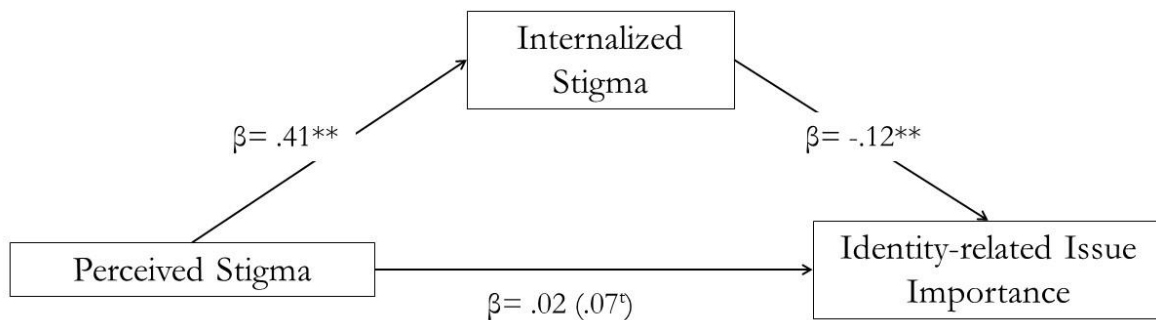 Internalized
Stigma
β= .41**
β= -.12**
Perceived Stigma
Identity-related Issue
Importance
β= .02 (.07ᵗ)